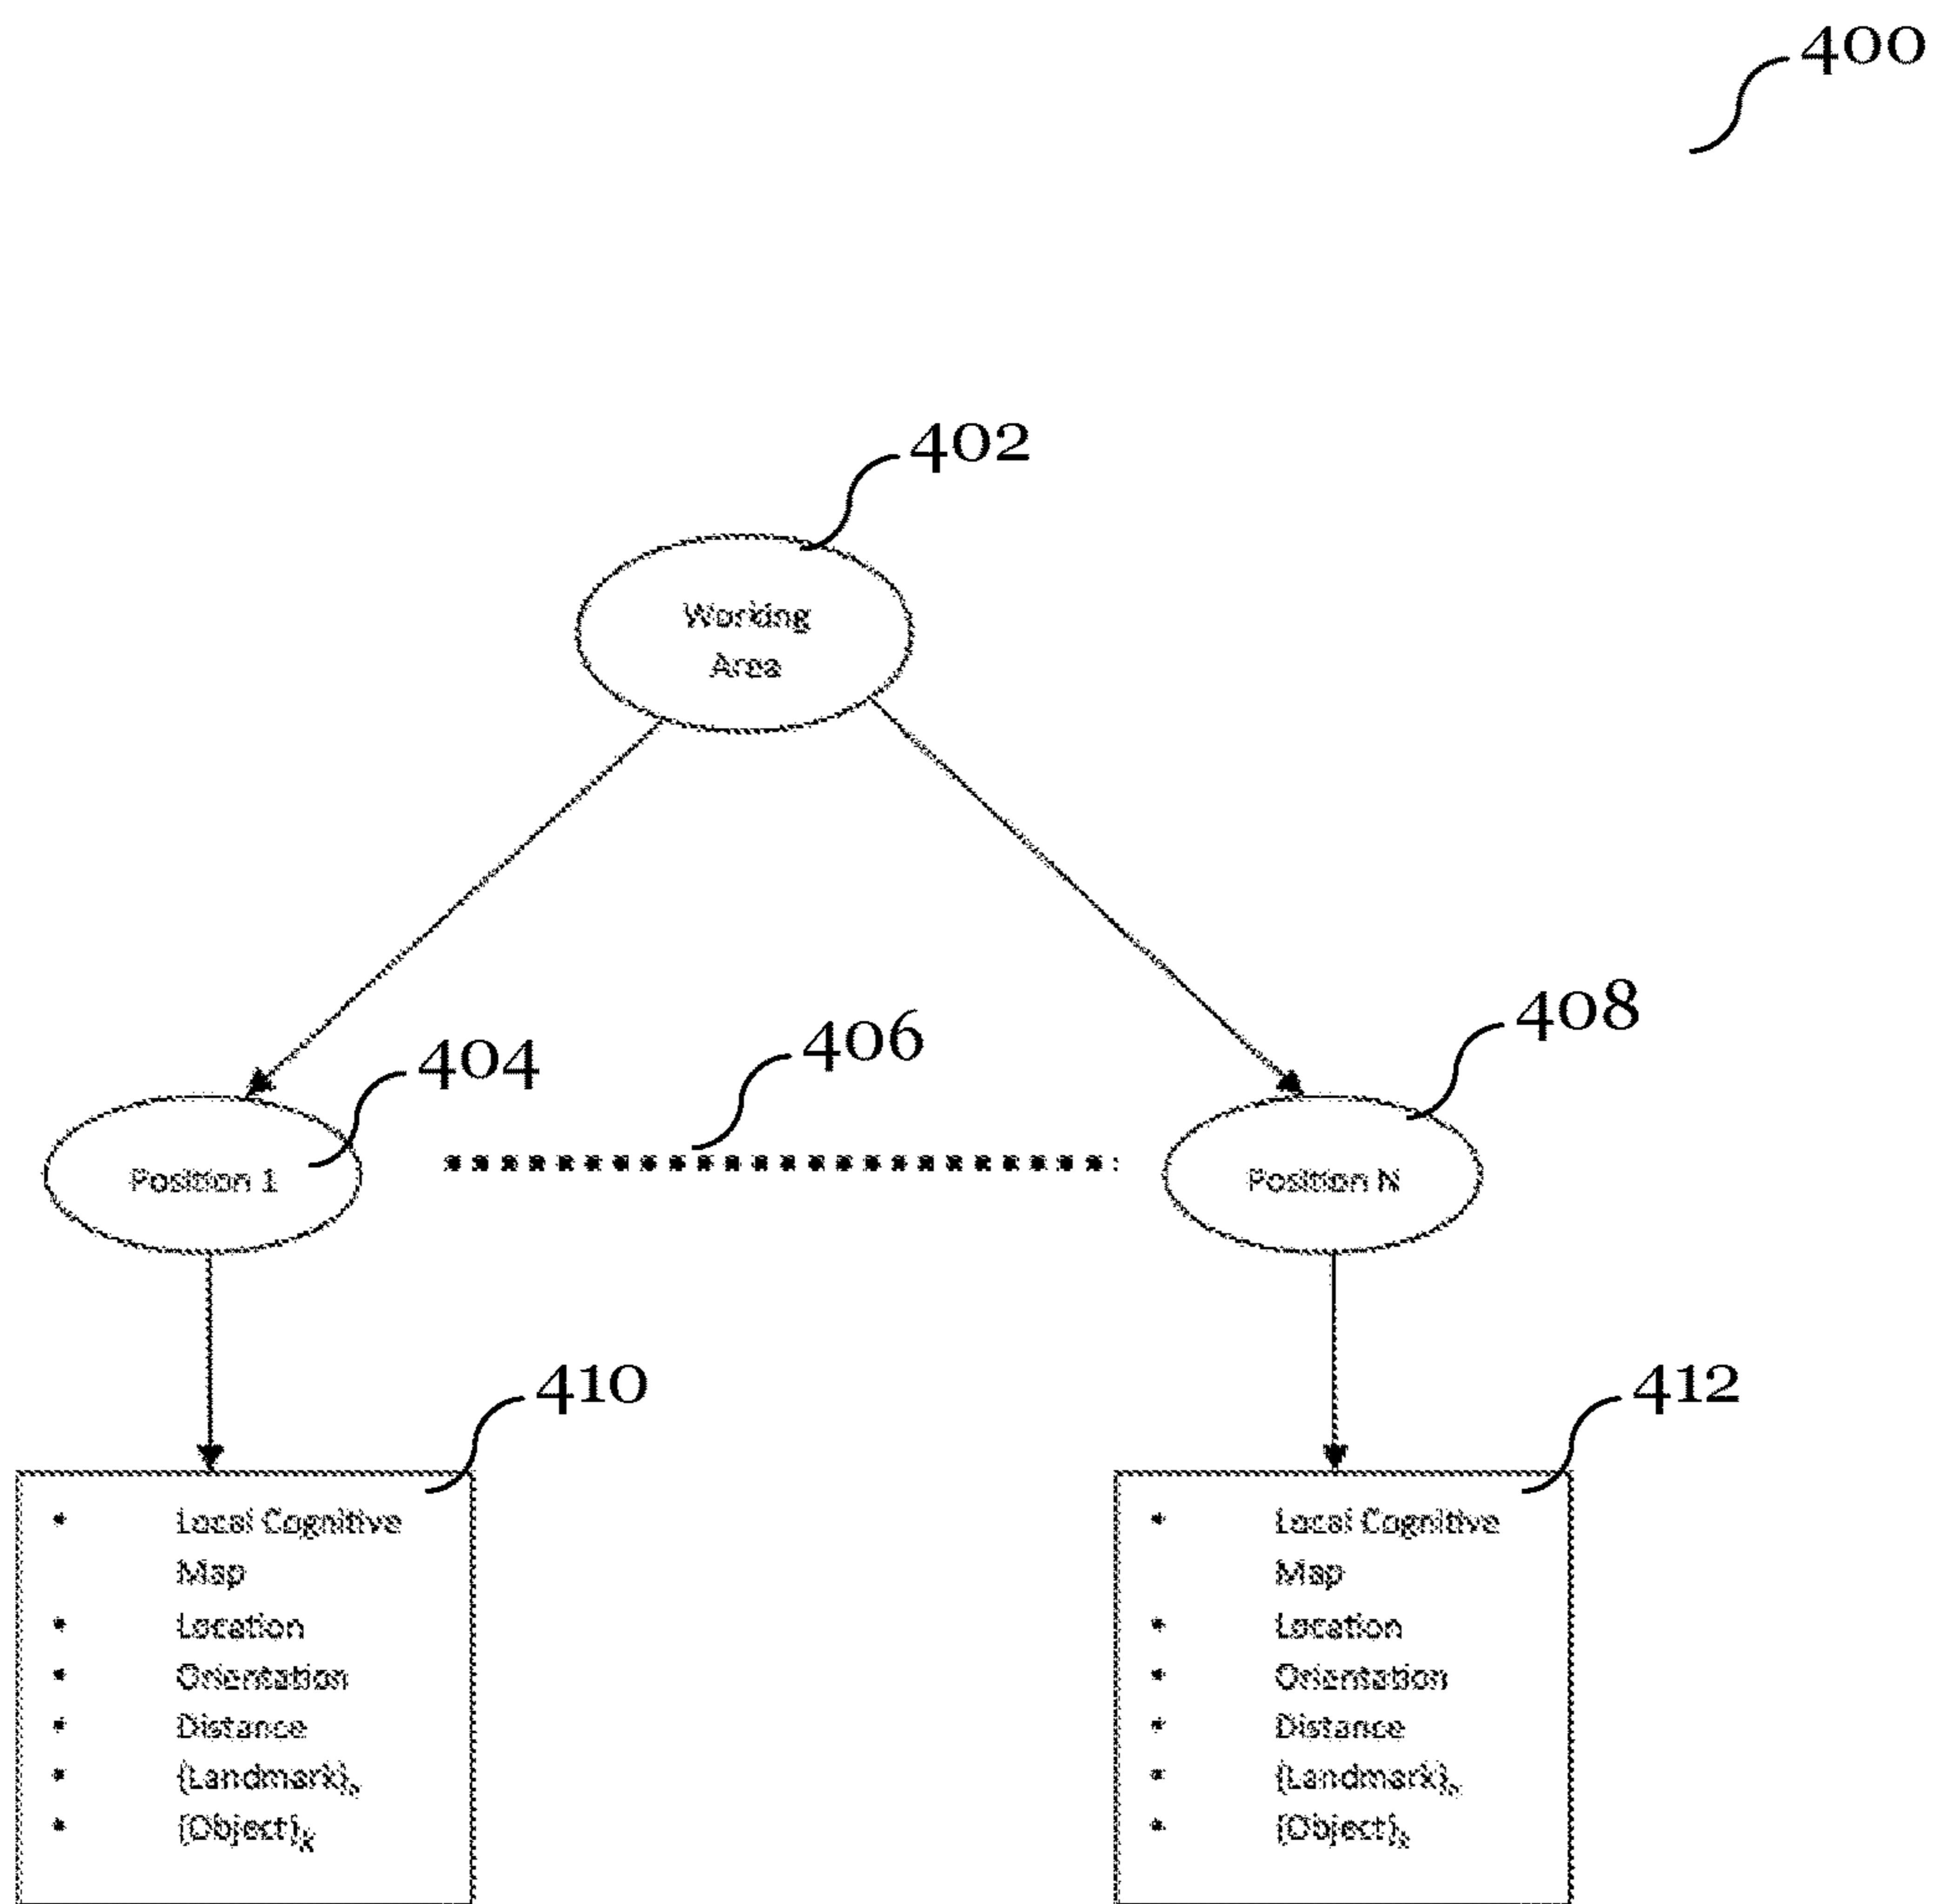 400
402
Working
Area
408
406
404
Position 1
Position N
410
412
• Local Cognitive
Map
• Location
• Orientation
• Distance
• {Landmark}
• {Object}
• Local Cognitive
Map
• Location
• Orientation
• Distance
• {Landmark}
• {Object}